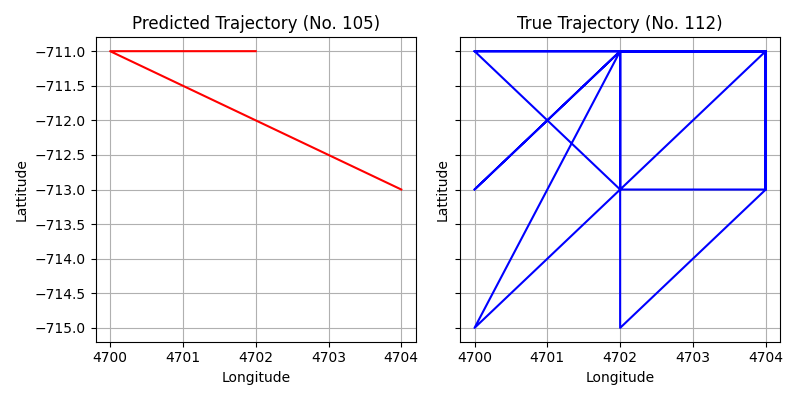 Predicted Trajectory (No. 105)
True Trajectory (No. 112)
−711.0
−711.5
−712.0
−712.5
−713.0
−713.5
−714.0
−714.5
−715.0
Lattitude
Lattitude
4700 4701 4702 4703 4704
4700 4701 4702 4703 4704
Longitude
Longitude